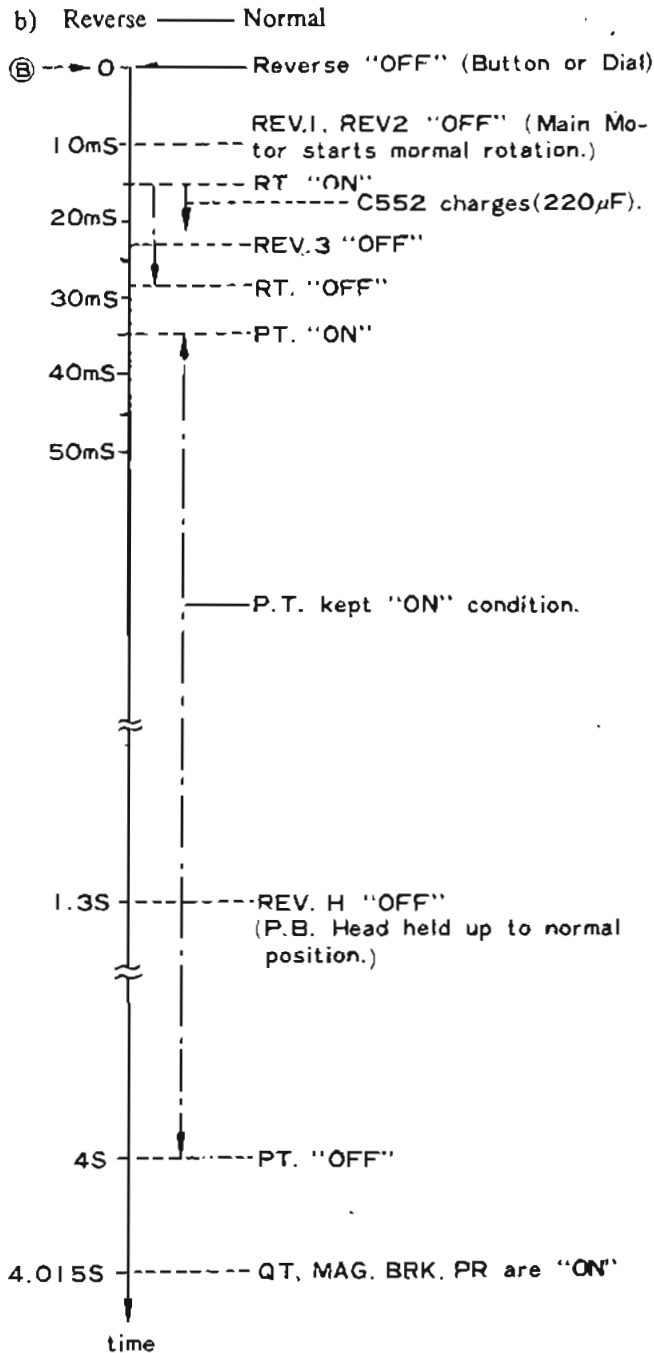 b) Reverse —— Normal
Ⓑ 0 Reverse "OFF" (Button or Dial)
REV.1. REV2 "OFF" (Main Mo-
10mS tor starts mormal rotation.)
RT "ON"
20mS C552 charges(220μF).
REV.3 "OFF"
30mS RT. "OFF"
PT. "ON"
40mS
50mS
P.T. kept "ON" condition.
1.3S REV. H "OFF"
(P.B. Head held up to normal
position.)
4S PT. "OFF"
4.015S QT, MAG. BRK. PR are "ON"
time